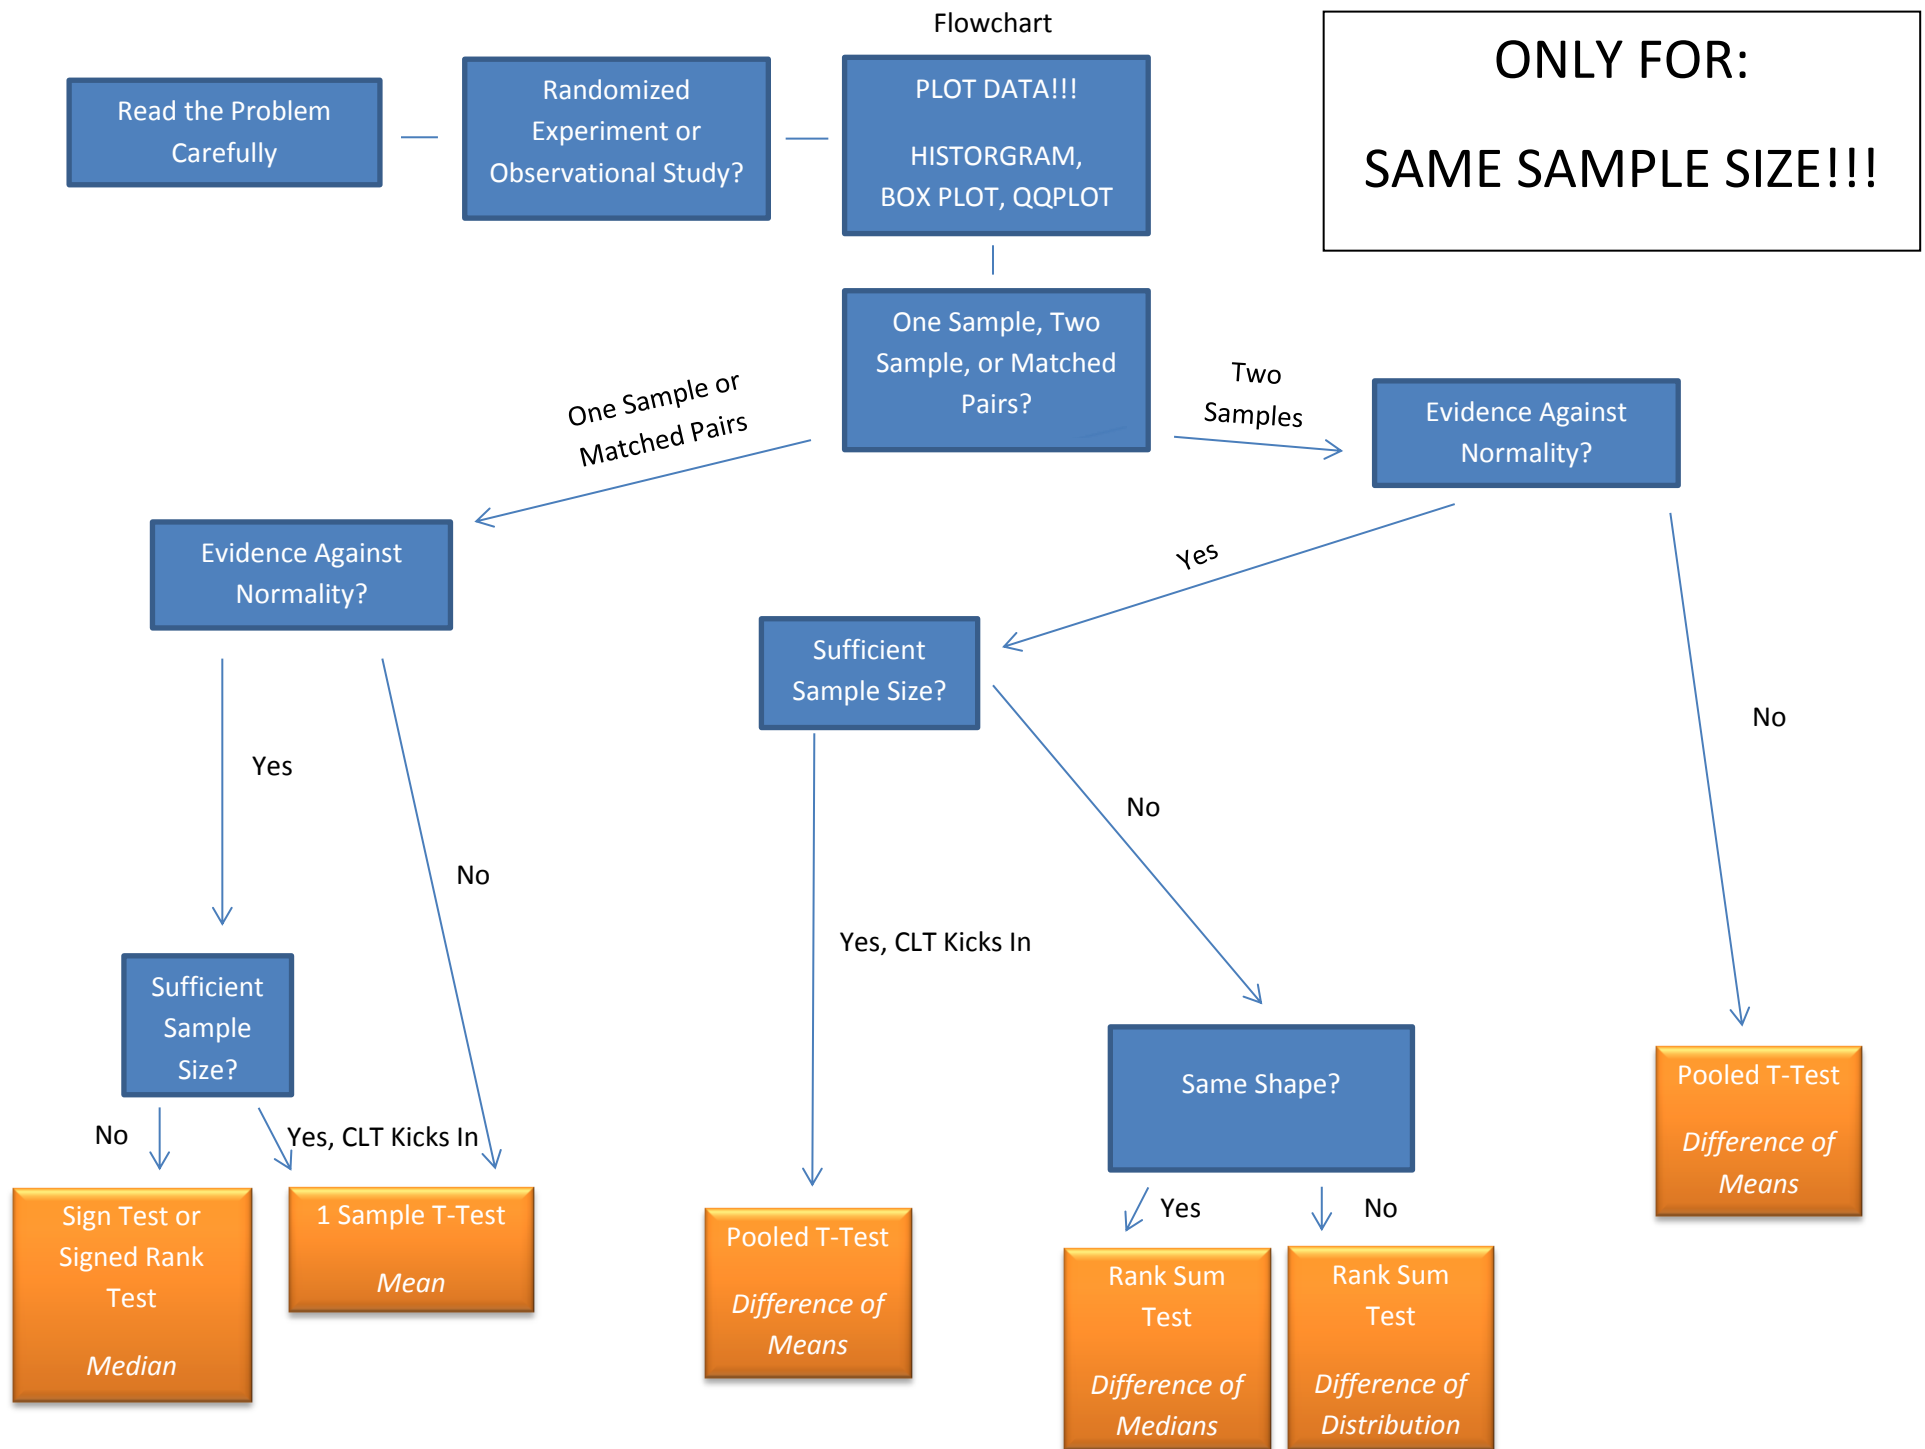 Flowchart
Read the Problem
Carefully
Randomized
Experiment or
Observational Study?
PLOT DATA!!!
HISTORGRAM,
BOX PLOT, QQPLOT
ONLY FOR:
SAME SAMPLE SIZE!!!
One Sample, Two
Sample, or Matched
Pairs?
One Sample or
Matched Pairs
Two
Samples
Evidence Against
Normality?
Evidence Against
Normality?
Yes
No
Sufficient
Sample Size?
Yes
No
No
Yes, CLT Kicks In
Sufficient
Sample
Size?
Same Shape?
No
Yes, CLT Kicks In
Yes
No
Sign Test or
Signed Rank
Test
Median
1 Sample T-Test
Mean
Pooled T-Test
Difference of
Means
Rank Sum
Test
Difference of
Medians
Rank Sum
Test
Difference of
Distribution
Pooled T-Test
Difference of
Means